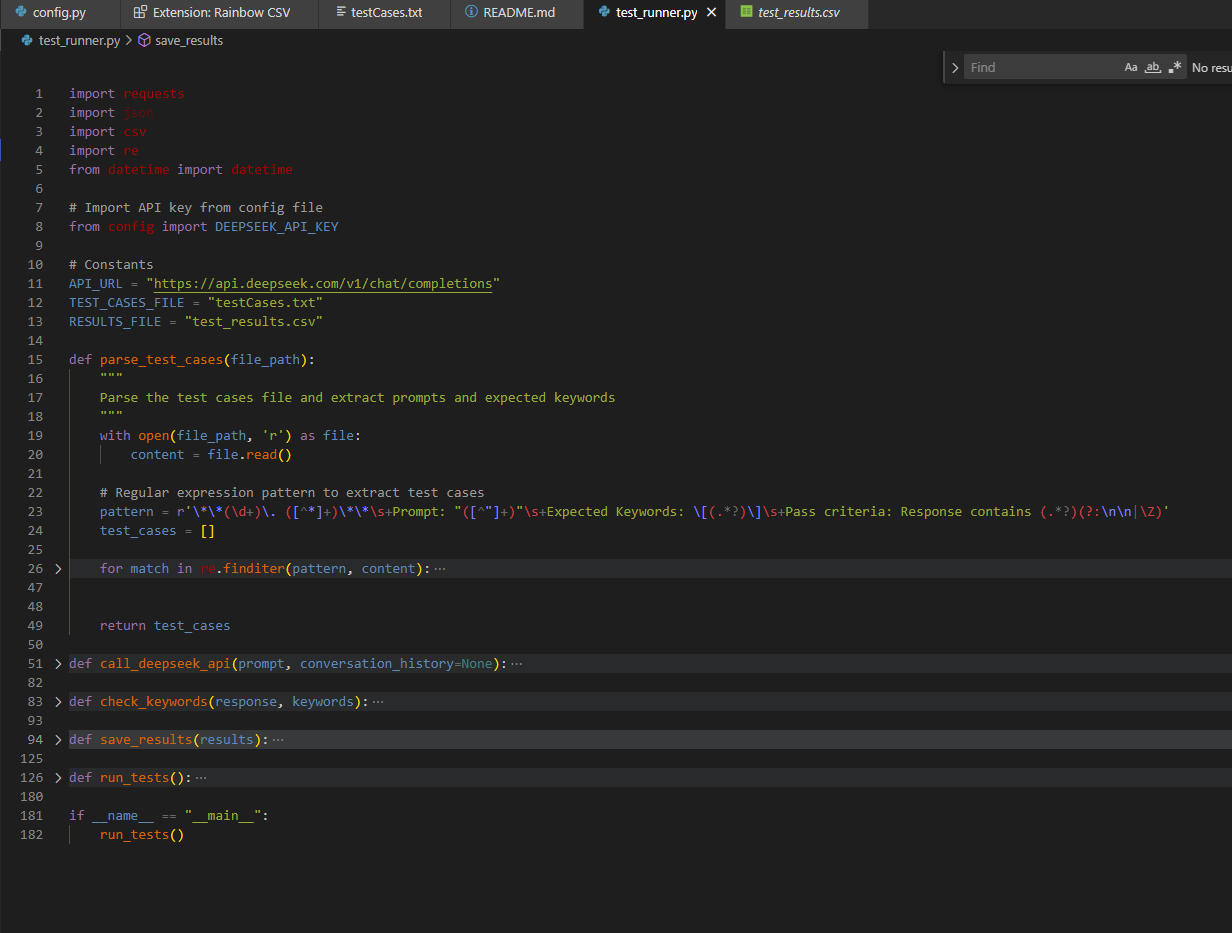 config.py Extension: Rainbow CSV testCases.txt README.md test_runner.py test_results.csv
test_runner.py > save_results
Find Aa ab .* No resu
1 import requests
2 import json
3 import csv
4 import re
5 from datetime import datetime
6
7 # Import API key from config file
8 from config import DEEPSEEK_API_KEY
9
10 # Constants
11 API_URL = "https://api.deepseek.com/v1/chat/completions"
12 TEST_CASES_FILE = "testCases.txt"
13 RESULTS_FILE = "test_results.csv"
14
15 def parse_test_cases(file_path):
16 """
17 Parse the test cases file and extract prompts and expected keywords
18 """
19 with open(file_path, 'r') as file:
20 content = file.read()
21
22 # Regular expression pattern to extract test cases
23 pattern = r'\*\*(\d+)\. ([^*]+)\*\*\s+Prompt: "([^"]+)"\s+Expected Keywords: \[(.*?)\]\s+Pass criteria: Response contains (.*?)(?:\n\n|\Z)'
24 test_cases = []
25
26 for match in re.finditer(pattern, content): ···
47
48
49 return test_cases
50
51 def call_deepseek_api(prompt, conversation_history=None): ···
82
83 def check_keywords(response, keywords): ···
93
94 def save_results(results): ···
125
126 def run_tests(): ···
180
181 if __name__ == "__main__":
182 run_tests()